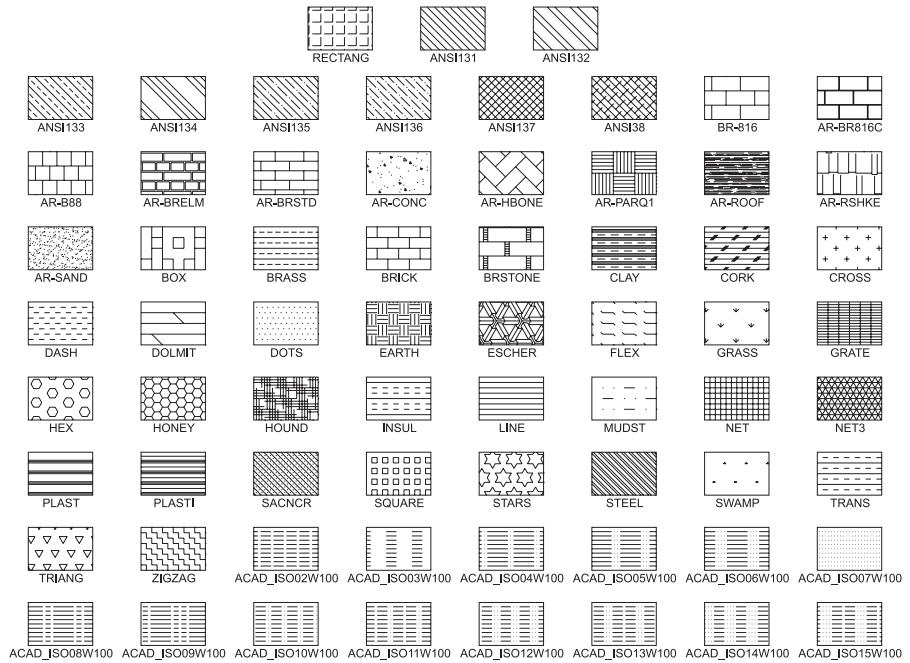 RECTANG ANSI131 ANSI132
ANSI133 ANSI134 ANSI135 ANSI136 ANSI137 ANSI38 BR-816 AR-BR816C
AR-B88 AR-BRELM AR-BRSTD AR-CONC AR-HBONE AR-PARQ1 AR-ROOF AR-RSHKE
AR-SAND BOX BRASS BRICK BRSTONE CLAY CORK CROSS
DASH DOLMIT DOTS EARTH ESCHER FLEX GRASS GRATE
HEX HONEY HOUND INSUL LINE MUDST NET NET3
PLAST PLASTI SACNCR SQUARE STARS STEEL SWAMP TRANS
TRIANG ZIGZAG ACAD_ISO02W100 ACAD_ISO03W100 ACAD_ISO04W100 ACAD_ISO05W100 ACAD_ISO06W100 ACAD_ISO07W100
ACAD_ISO08W100 ACAD_ISO09W100 ACAD_ISO10W100 ACAD_ISO11W100 ACAD_ISO12W100 ACAD_ISO13W100 ACAD_ISO14W100 ACAD_ISO15W100